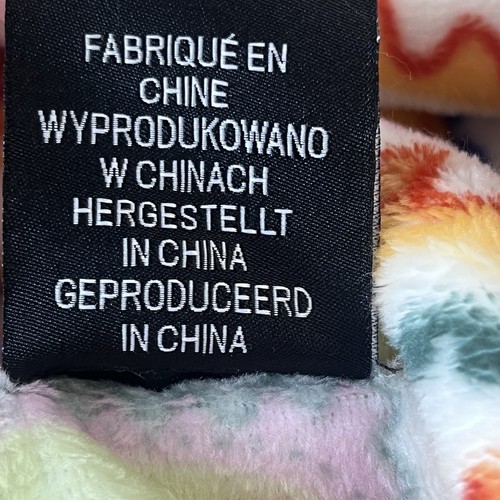 FABRIQUÉ EN
CHINE
WYPRODUKOWANO
W CHINACH
HERGESTELLT
IN CHINA
GEPRODUCEERD
IN CHINA